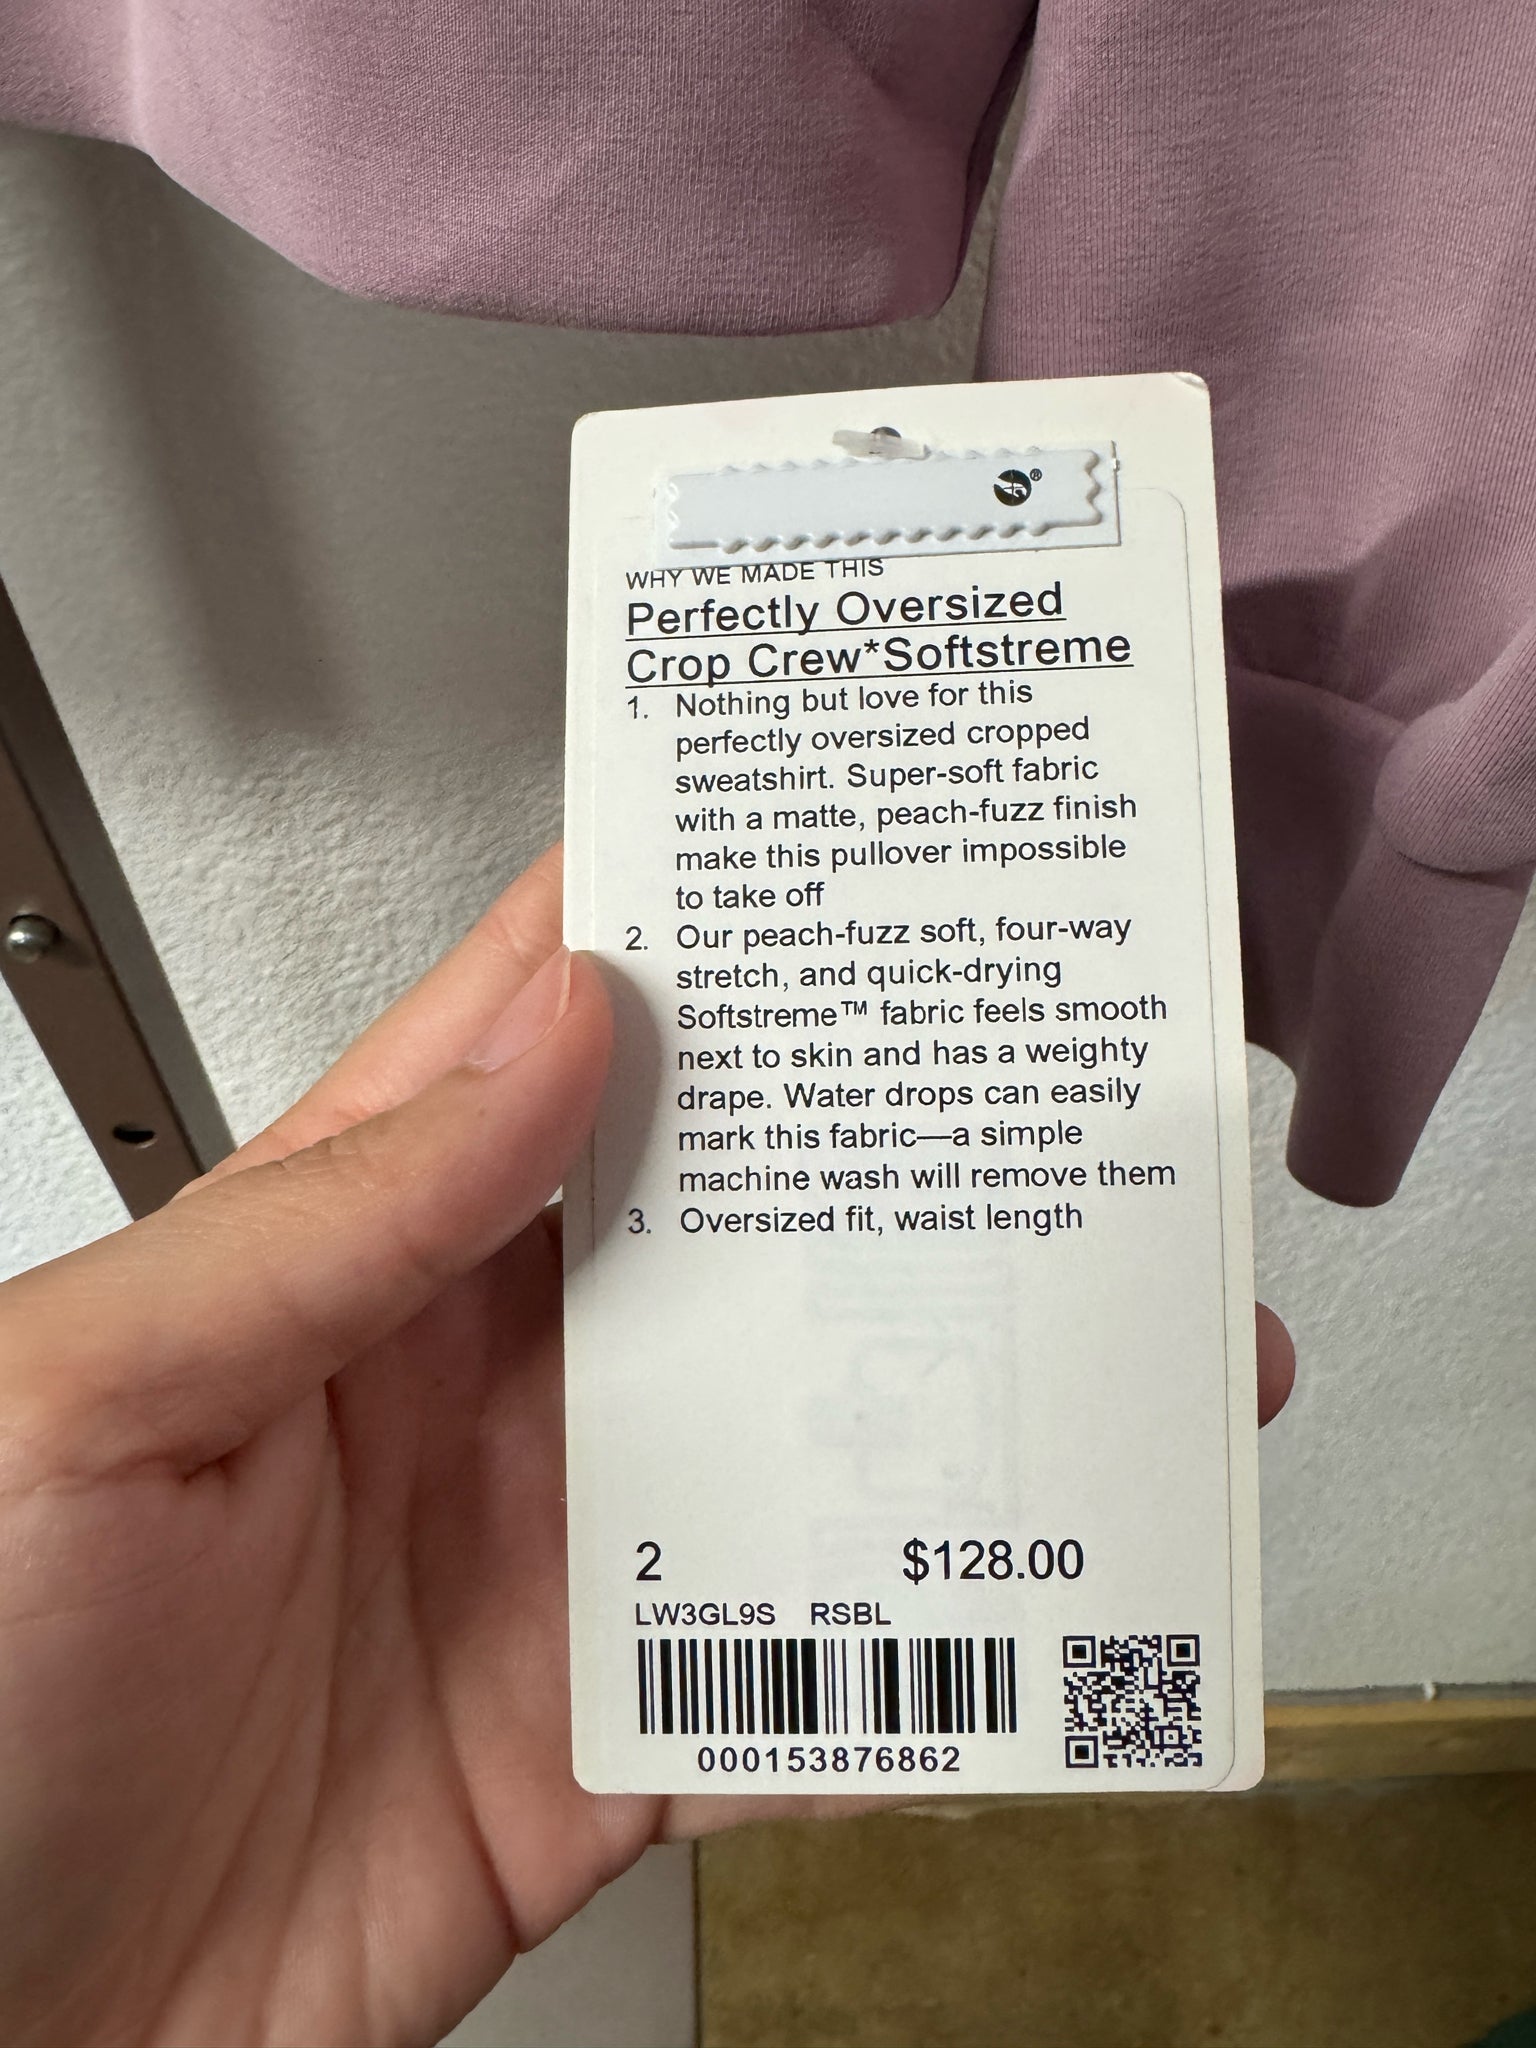 ®
WHY WE MADE THIS
Perfectly Oversized
Crop Crew*Softstreme
1. Nothing but love for this
perfectly oversized cropped
sweatshirt. Super-soft fabric
with a matte, peach-fuzz finish
make this pullover impossible
to take off
2. Our peach-fuzz soft, four-way
stretch, and quick-drying
Softstreme™ fabric feels smooth
next to skin and has a weighty
drape. Water drops can easily
mark this fabric—a simple
machine wash will remove them
3. Oversized fit, waist length
2 $128.00
LW3GL9S RSBL
000153876862